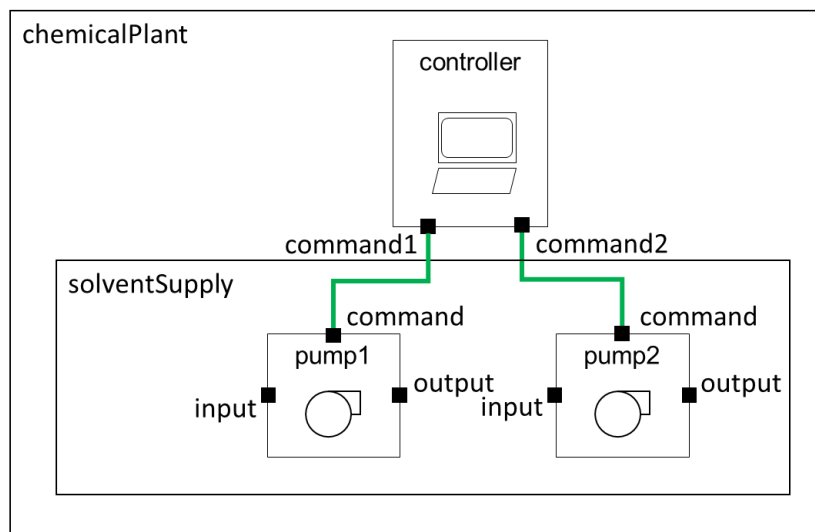 chemicalPlant
controller
command1
command2
solventSupply
command
command
pump1
pump2
input
output
input
output